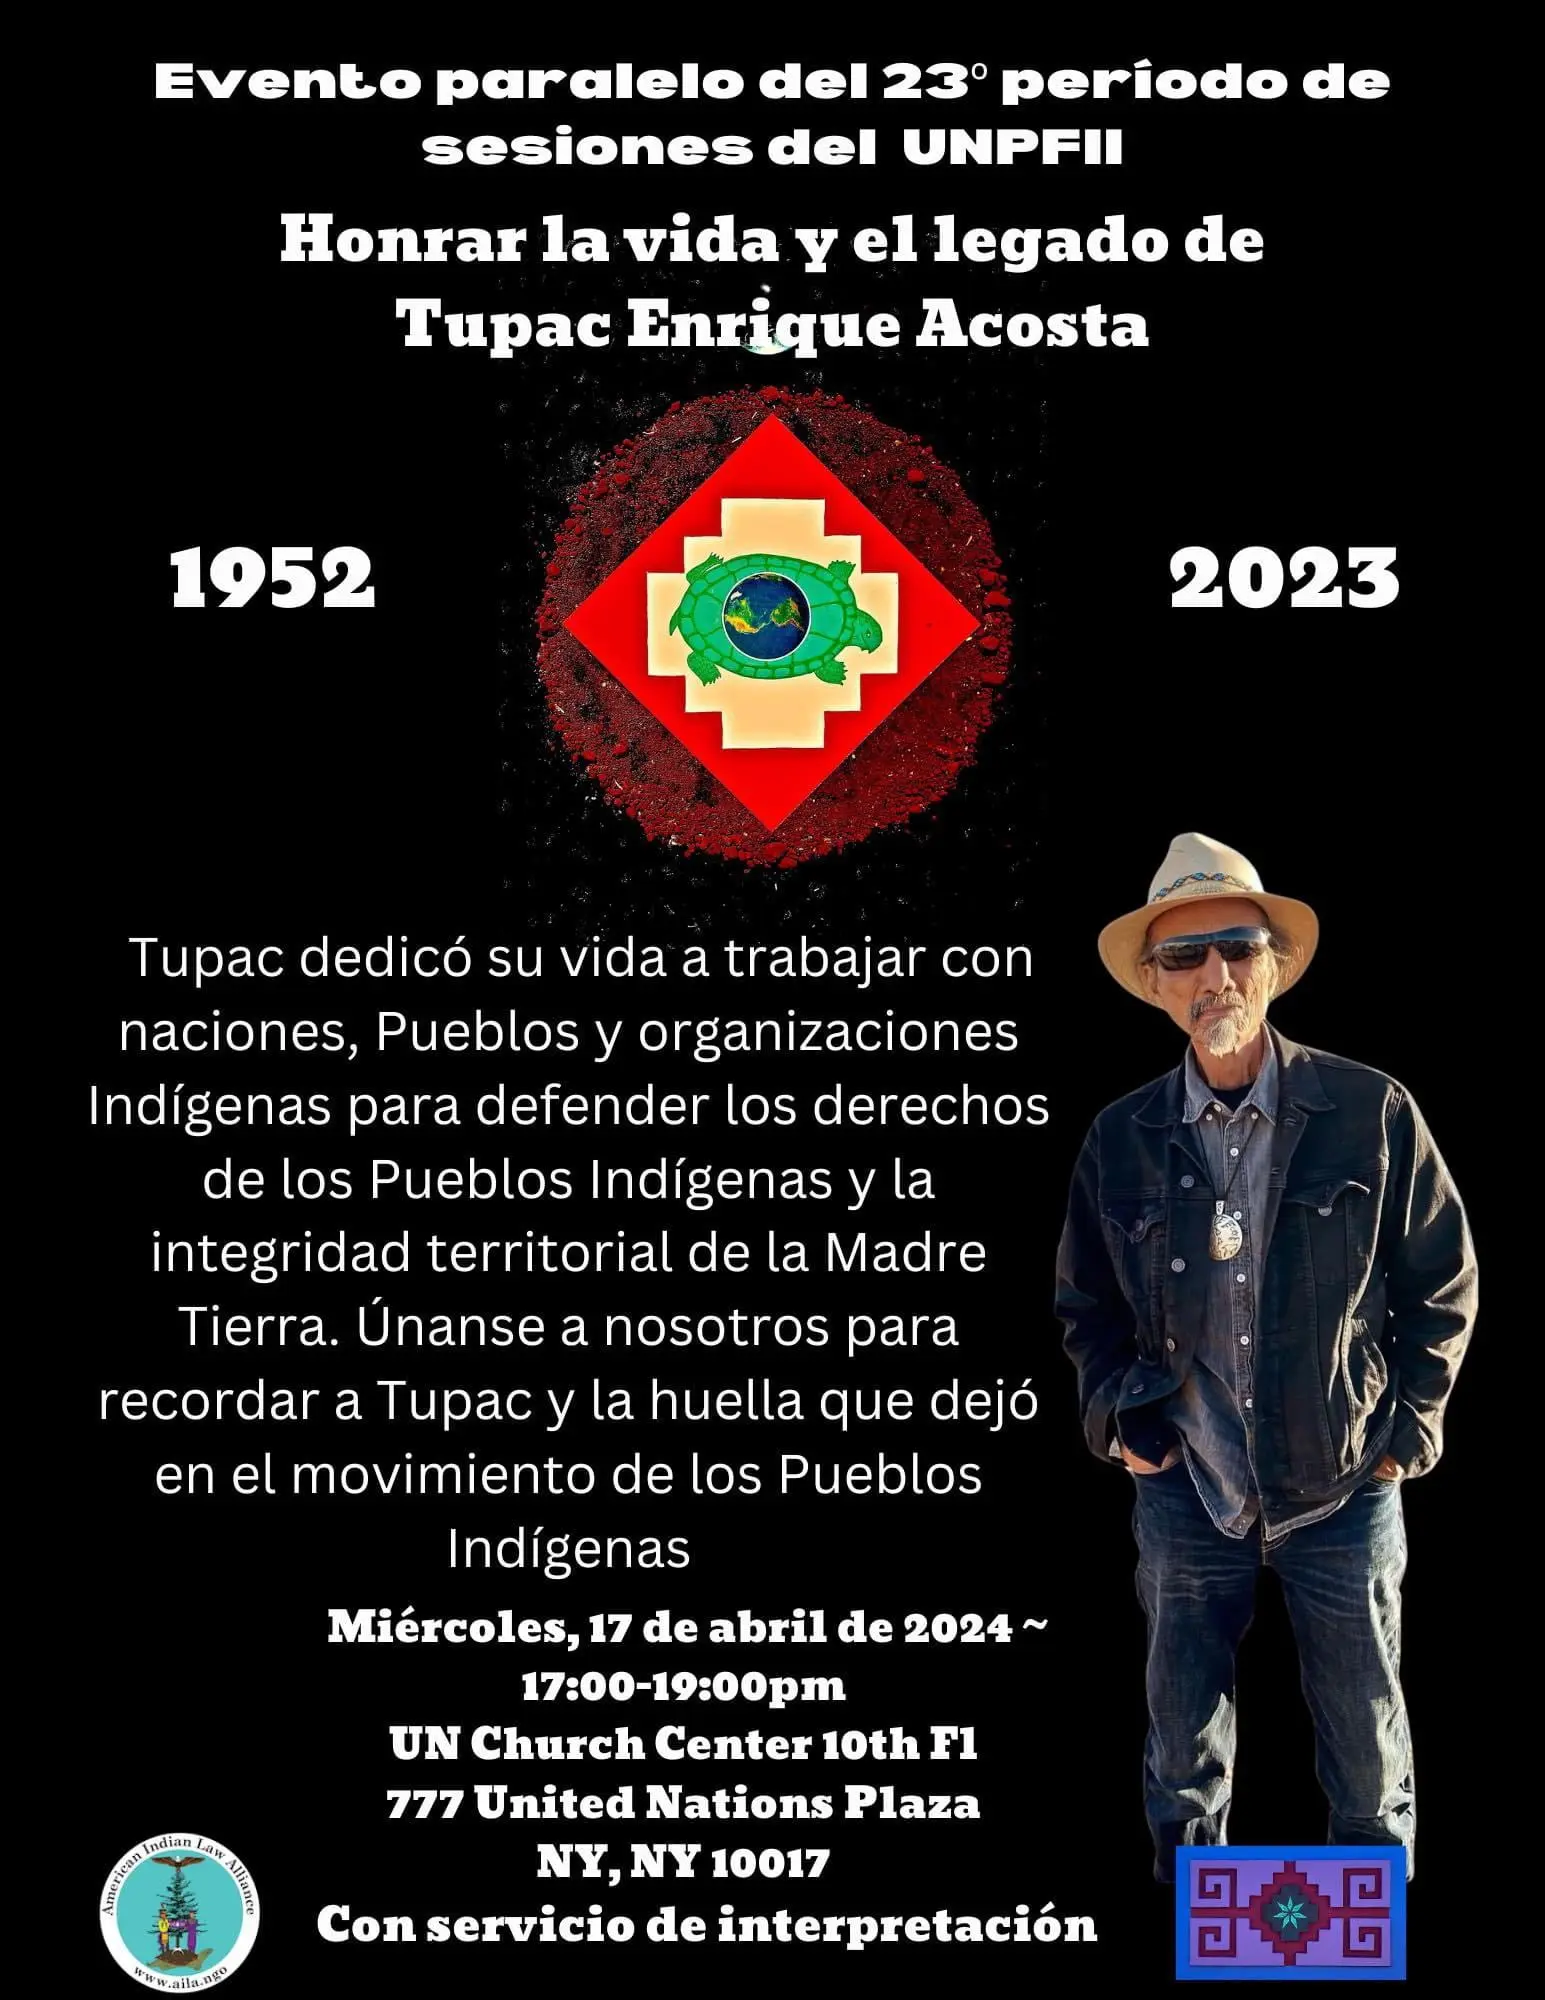 Evento paralelo del 23º período de
sesiones del UNPFII
Honrar la vida y el legado de
Tupac Enrique Acosta
1952
2023
Tupac dedicó su vida a trabajar con
naciones, Pueblos y organizaciones
Indígenas para defender los derechos
de los Pueblos Indígenas y la
integridad territorial de la Madre
Tierra. Únanse a nosotros para
recordar a Tupac y la huella que dejó
en el movimiento de los Pueblos
Indígenas
Miércoles, 17 de abril de 2024 ~
17:00-19:00pm
UN Church Center 10th Fl
777 United Nations Plaza
NY, NY 10017
Con servicio de interpretación
American Indian Law Alliance
www.aila.ngo